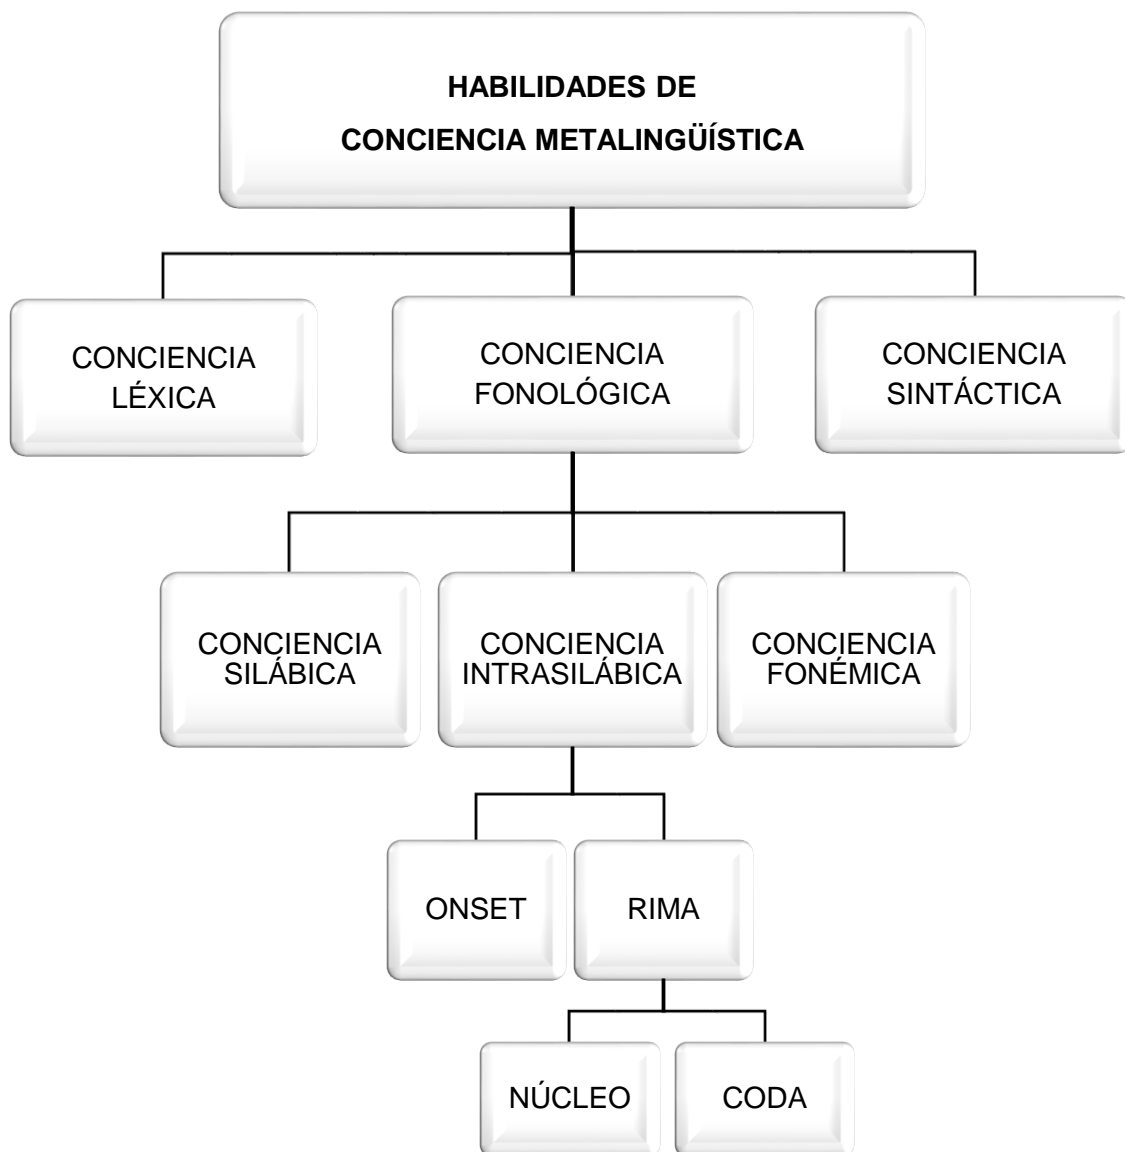 HABILIDADES DE
CONCIENCIA METALINGÜÍSTICA
CONCIENCIA
LÉXICA
CONCIENCIA
FONOLÓGICA
CONCIENCIA
SINTÁCTICA
CONCIENCIA
SILÁBICA
CONCIENCIA
INTRASILÁBICA
CONCIENCIA
FONÉMICA
ONSET
RIMA
NÚCLEO
CODA